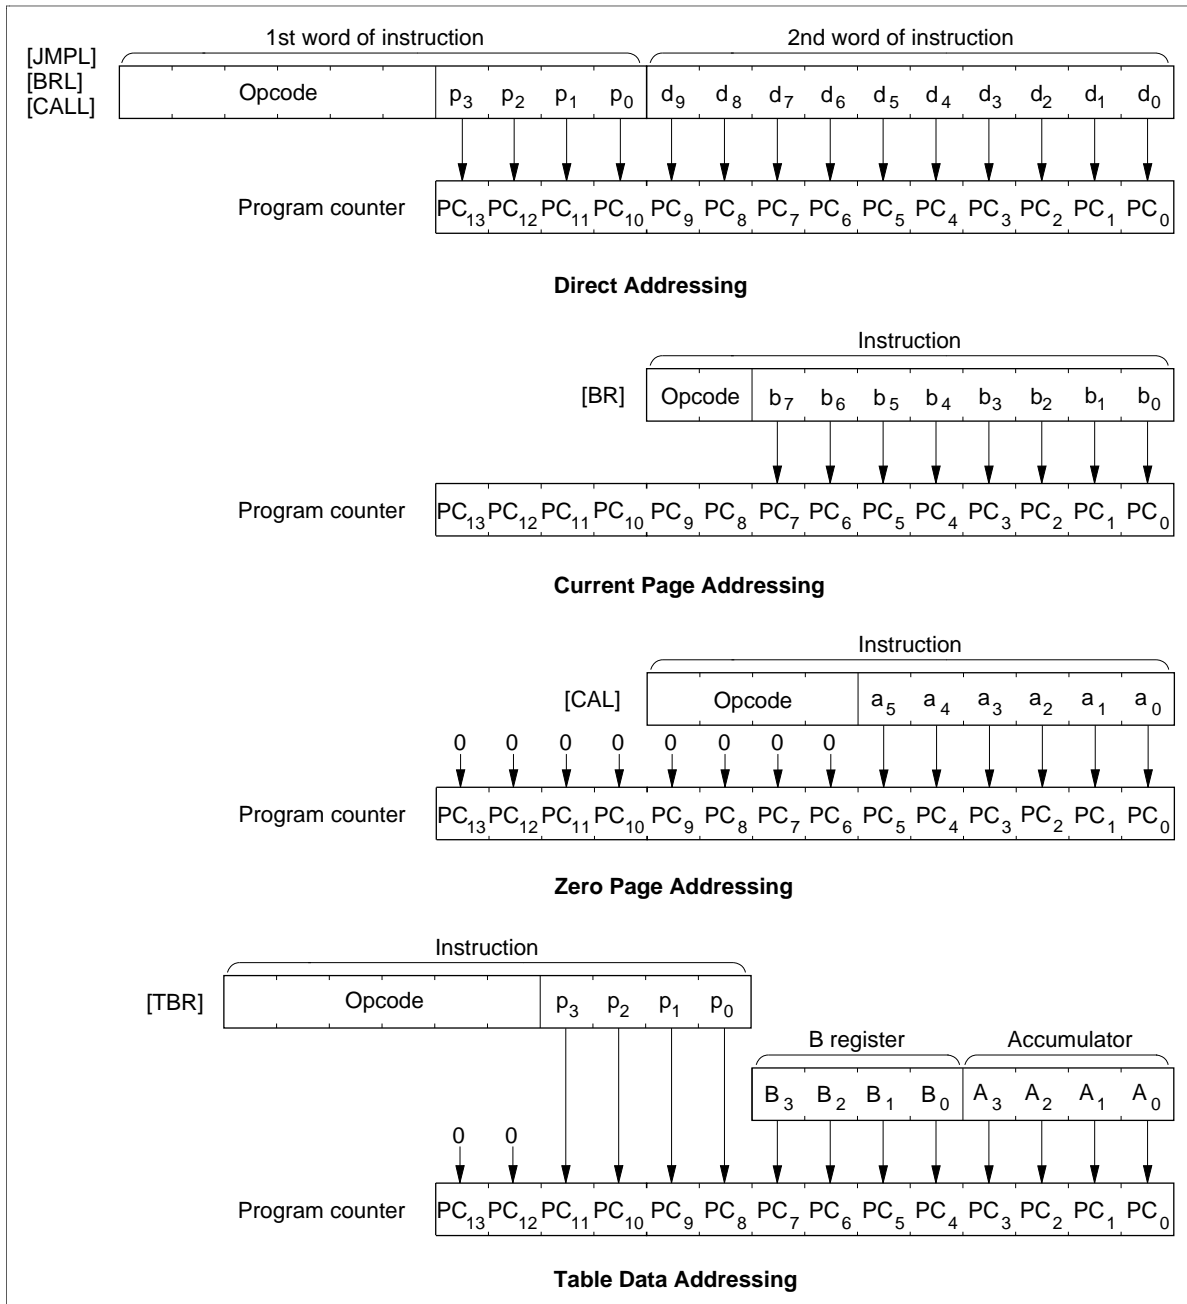 1st word of instruction 2nd word of instruction
[JMPL]
[BRL]
[CALL]
Opcode p3 p2 p1 p0 d9 d8 d7 d6 d5 d4 d3 d2 d1 d0
Program counter PC13 PC12 PC11 PC10 PC9 PC8 PC7 PC6 PC5 PC4 PC3 PC2 PC1 PC0
Direct Addressing
Instruction
[BR] Opcode b7 b6 b5 b4 b3 b2 b1 b0
Program counter PC13 PC12 PC11 PC10 PC9 PC8 PC7 PC6 PC5 PC4 PC3 PC2 PC1 PC0
Current Page Addressing
Instruction
[CAL] Opcode a5 a4 a3 a2 a1 a0
0 0 0 0 0 0 0 0
Program counter PC13 PC12 PC11 PC10 PC9 PC8 PC7 PC6 PC5 PC4 PC3 PC2 PC1 PC0
Zero Page Addressing
Instruction
[TBR] Opcode p3 p2 p1 p0
B register Accumulator
B3 B2 B1 B0 A3 A2 A1 A0
0 0
Program counter PC13 PC12 PC11 PC10 PC9 PC8 PC7 PC6 PC5 PC4 PC3 PC2 PC1 PC0
Table Data Addressing